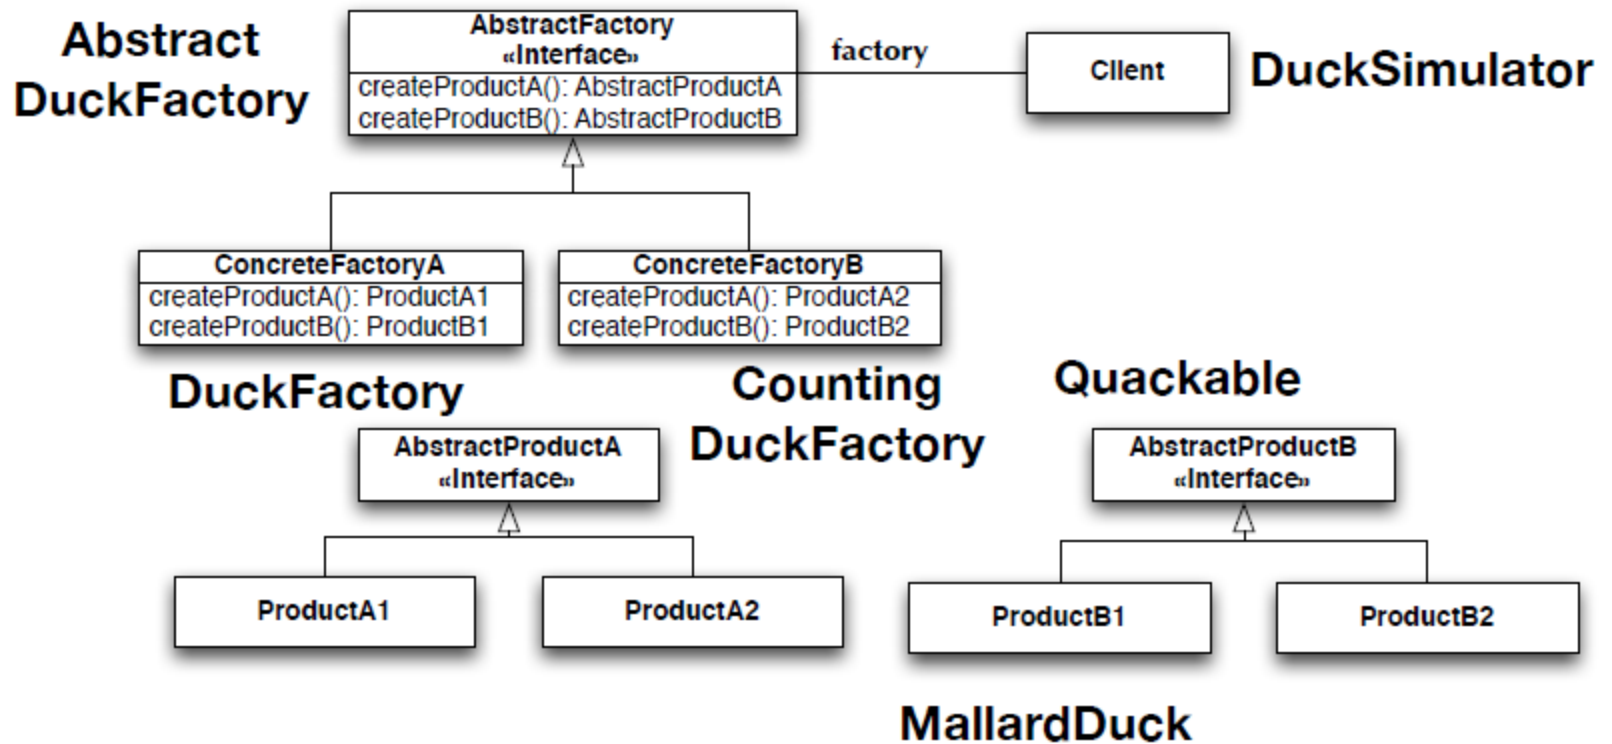 Abstract
DuckFactory
AbstractFactory
«Interface»
createProductA(): AbstractProductA
createProductB(): AbstractProductB
factory
Client
DuckSimulator
ConcreteFactoryA
createProductA(): ProductA1
createProductB(): ProductB1
ConcreteFactoryB
createProductA(): ProductA2
createProductB(): ProductB2
DuckFactory
Counting
DuckFactory
Quackable
AbstractProductA
«Interface»
AbstractProductB
«Interface»
ProductA1
ProductA2
ProductB1
ProductB2
MallardDuck